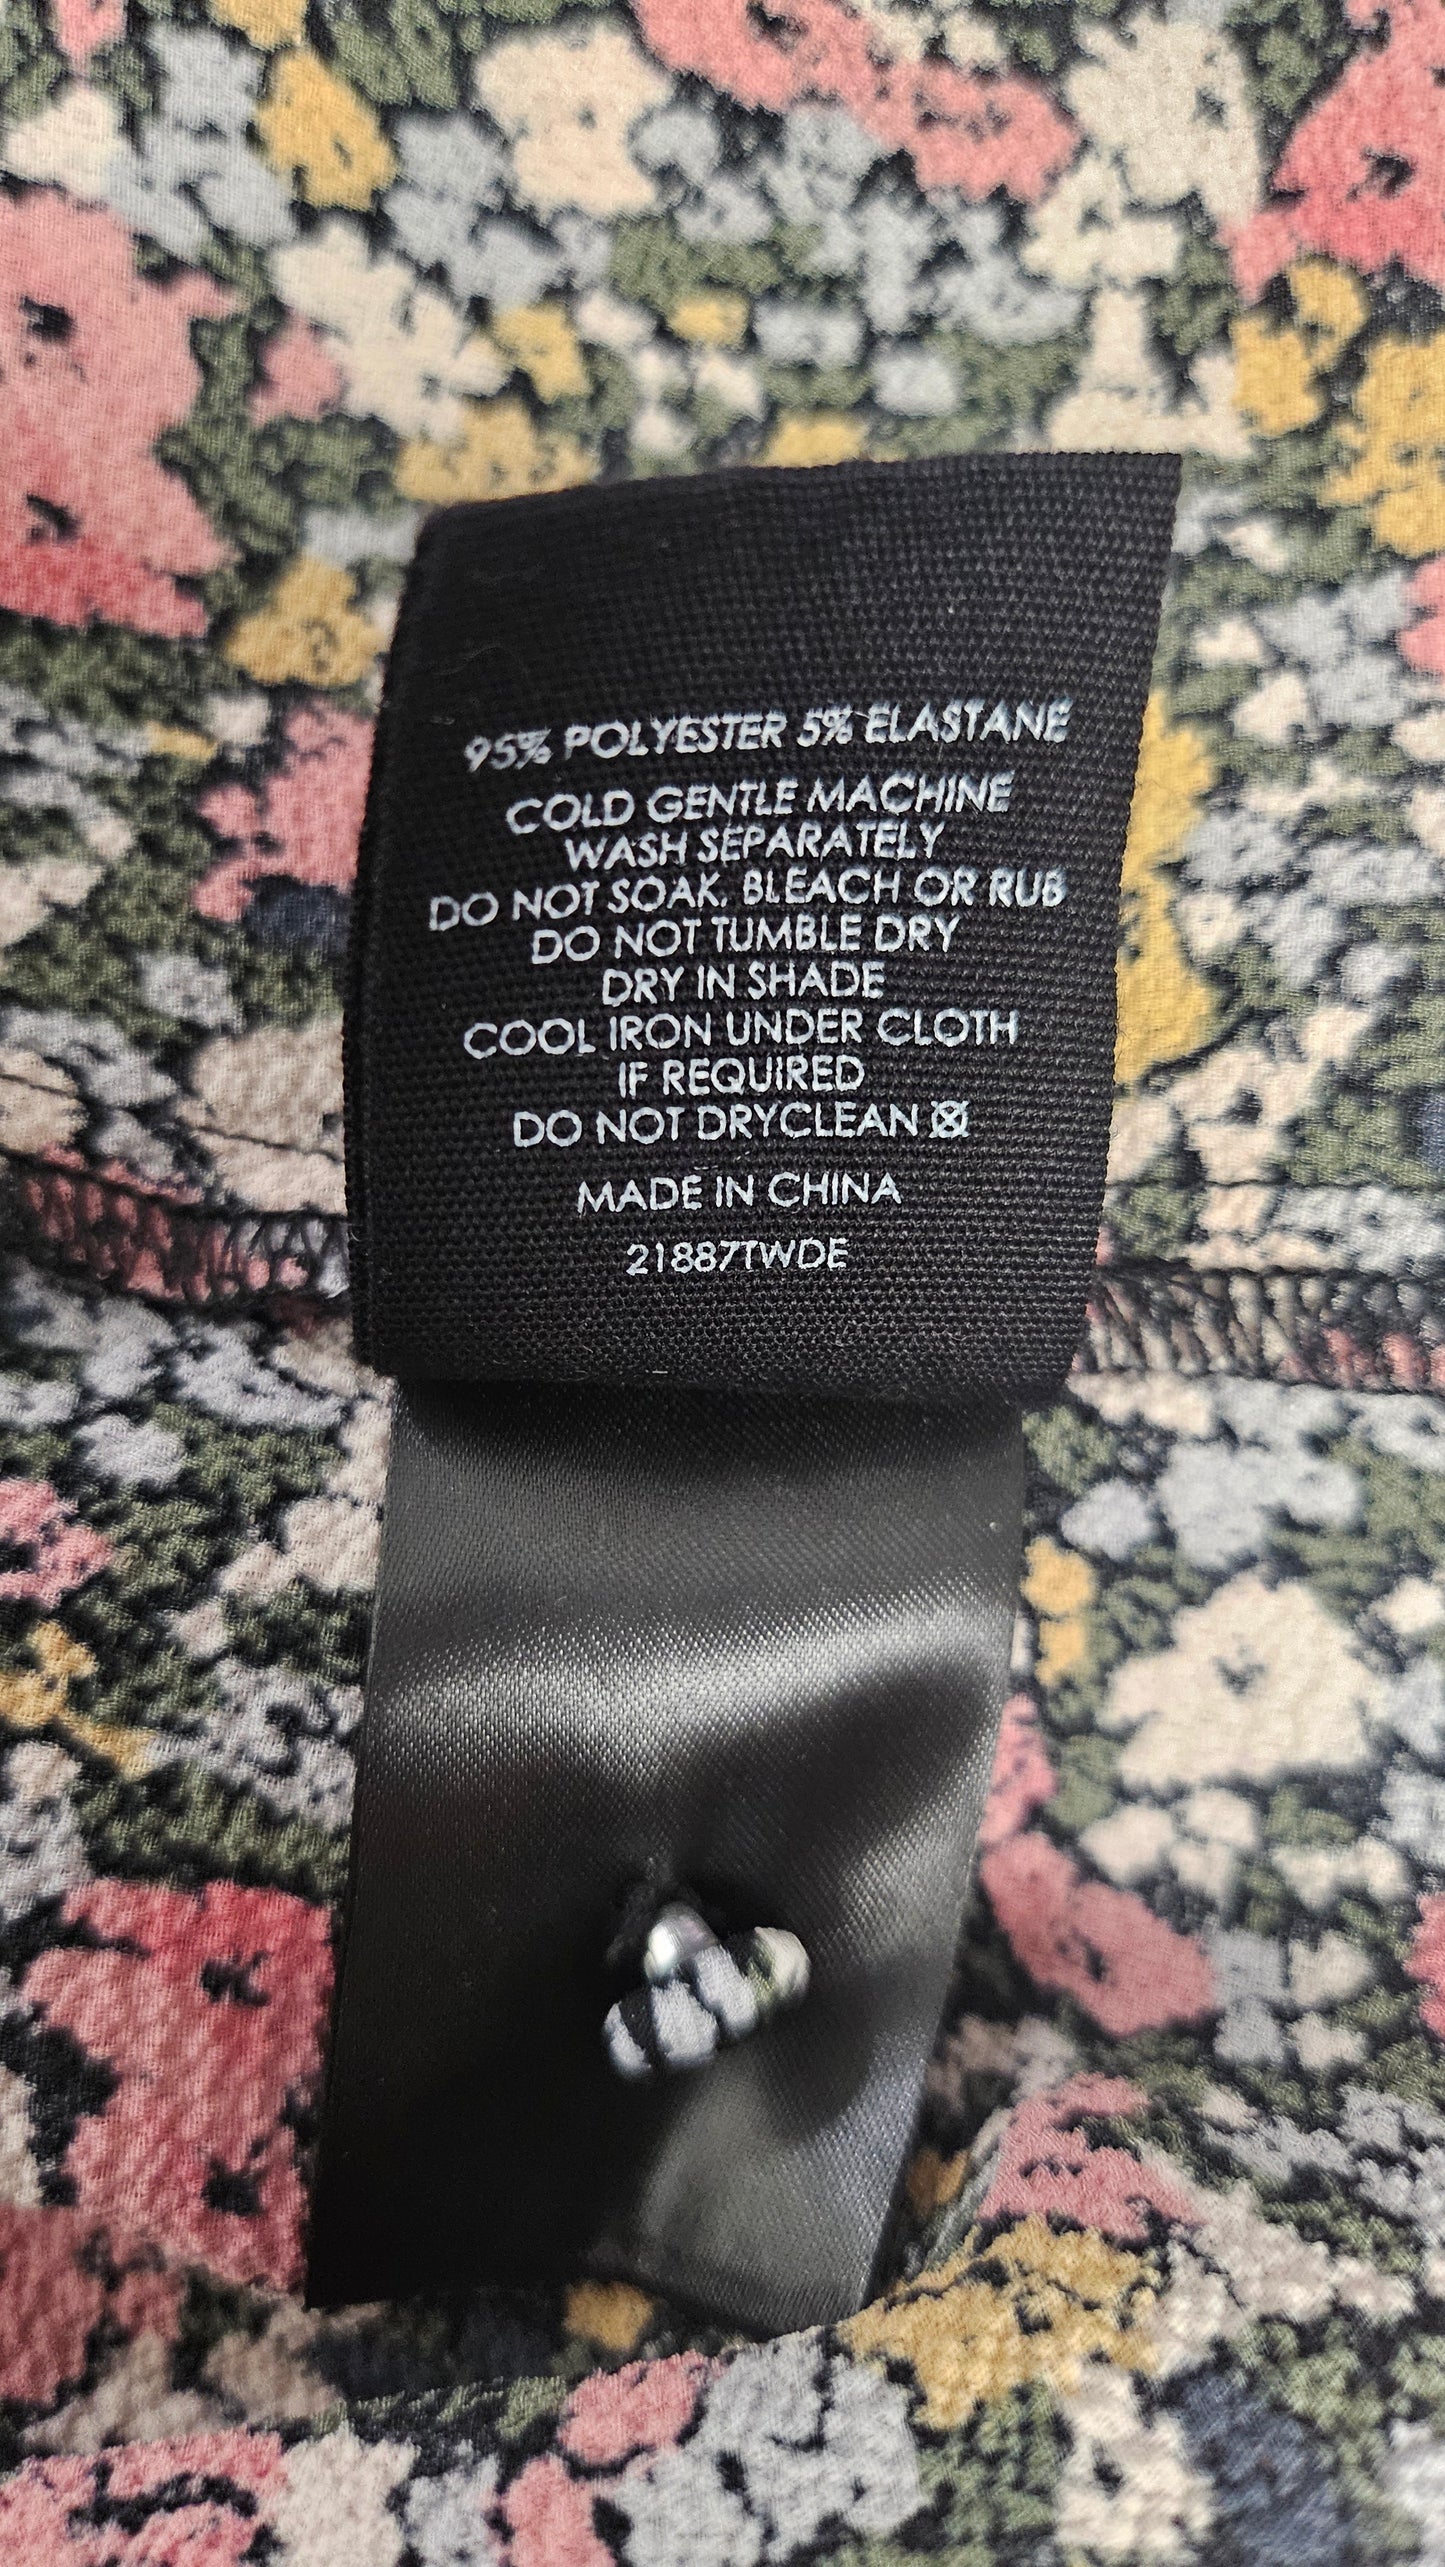 95% POLYESTER 5% ELASTANE
COLD GENTLE MACHINE
WASH SEPARATELY
DO NOT SOAK, BLEACH OR RUB
DO NOT TUMBLE DRY
DRY IN SHADE
COOL IRON UNDER CLOTH
IF REQUIRED
DO NOT DRYCLEAN
MADE IN CHINA
21887TWDE